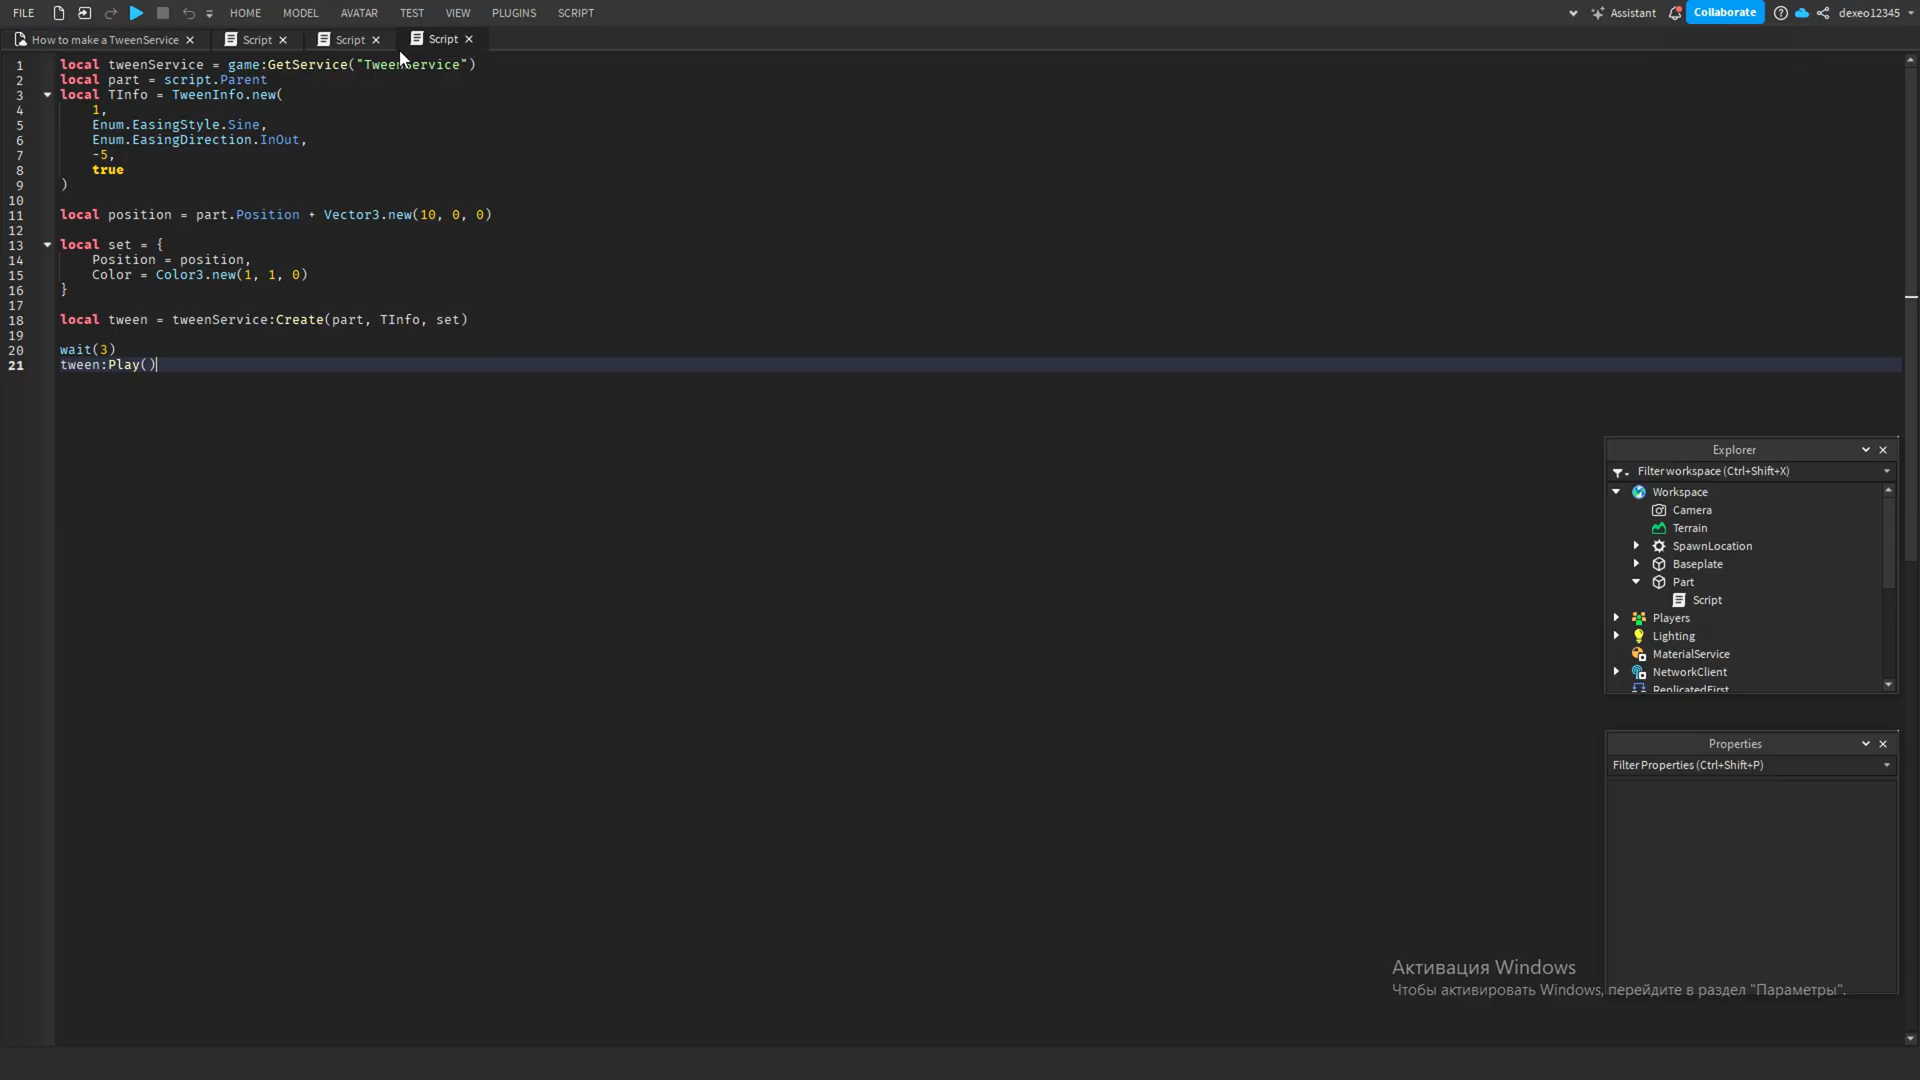 FILE HOME MODEL AVATAR TEST VIEW PLUGINS SCRIPT Assistant Collaborate dexeo12345
How to make a TweenService Script Script Script
1 local tweenService = game:GetService("TweenService")
2 local part = script.Parent
3 local TInfo = TweenInfo.new(
4 1,
5 Enum.EasingStyle.Sine,
6 Enum.EasingDirection.InOut,
7 -5,
8 true
9 )
10
11 local position = part.Position + Vector3.new(10, 0, 0)
12
13 local set = {
14 Position = position,
15 Color = Color3.new(1, 1, 0)
16 }
17
18 local tween = tweenService:Create(part, TInfo, set)
19
20 wait(3)
21 tween:Play()
Explorer
Filter workspace (Ctrl+Shift+X)
Workspace
Camera
Terrain
SpawnLocation
Baseplate
Part
Script
Players
Lighting
MaterialService
NetworkClient
ReplicatedFirst
Properties
Filter Properties (Ctrl+Shift+P)
Активация Windows
Чтобы активировать Windows, перейдите в раздел "Параметры".